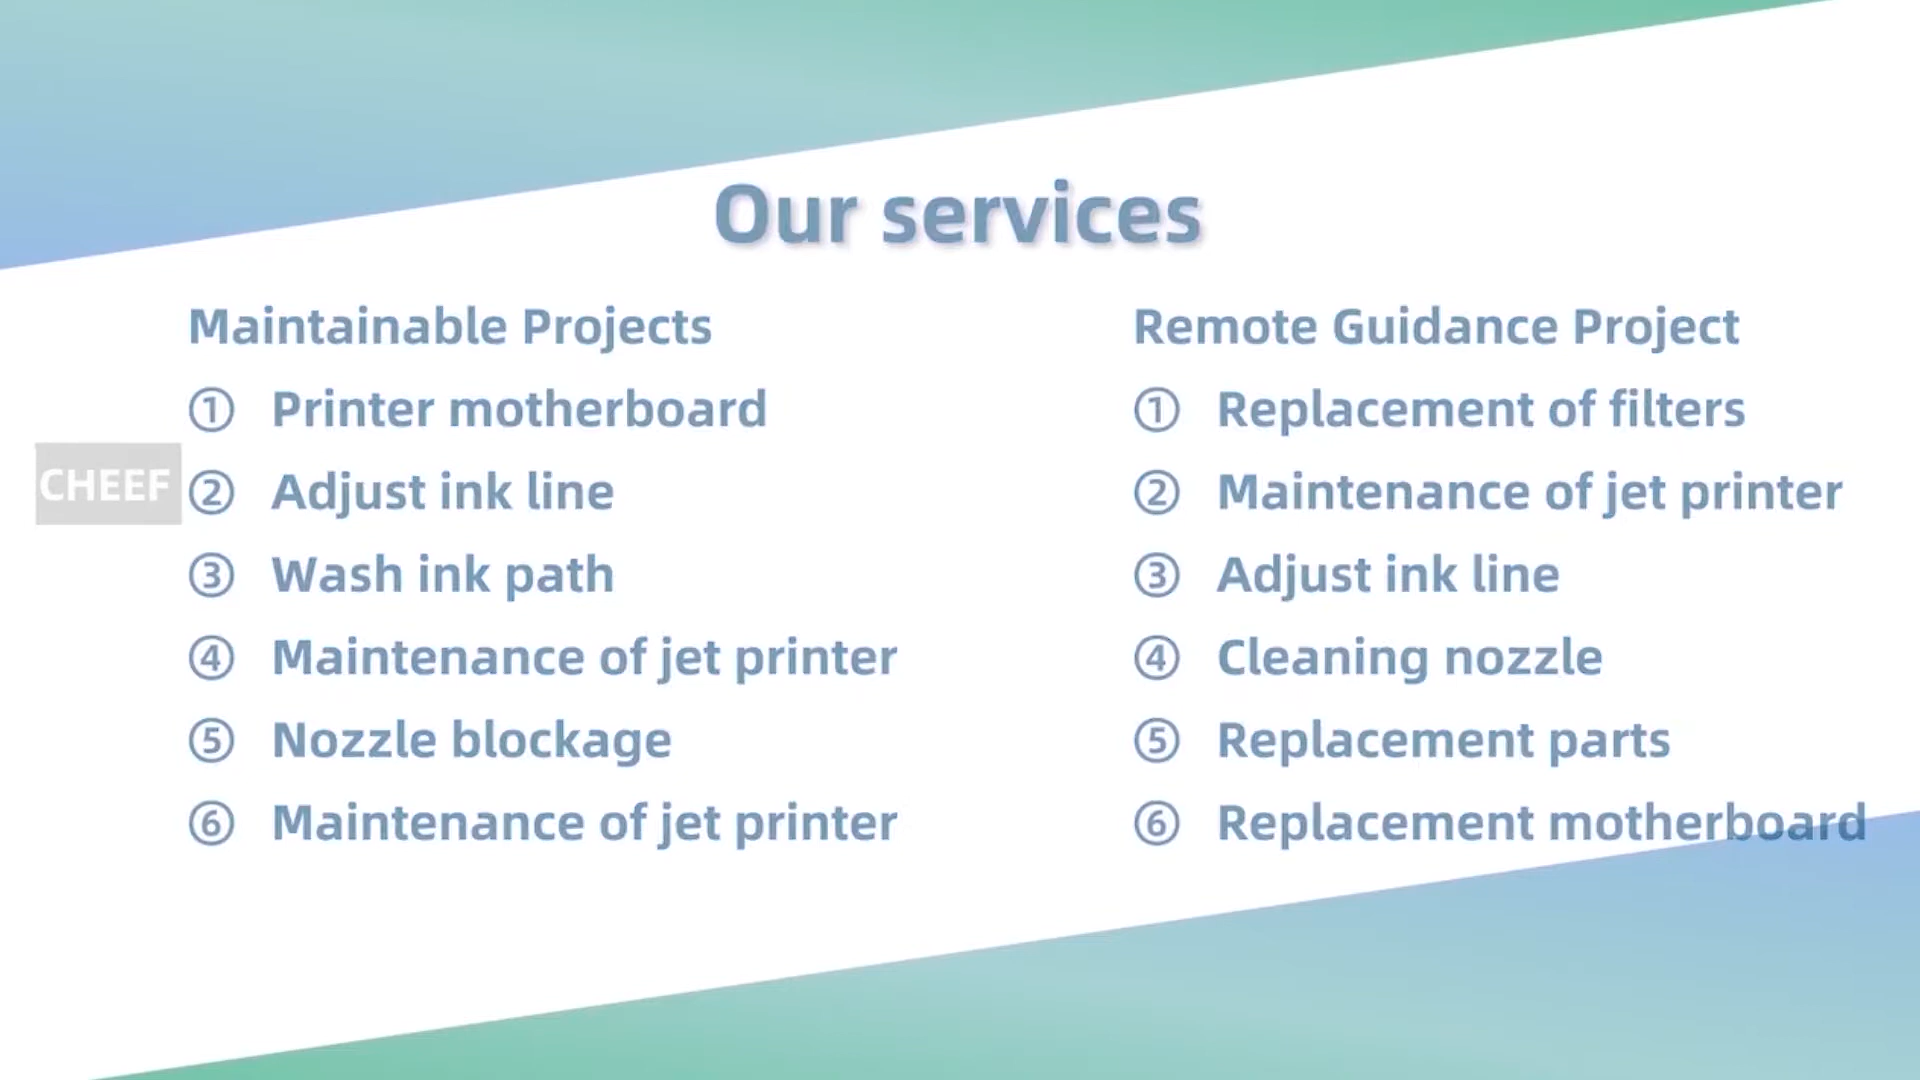 Our services
Maintainable Projects
① Printer motherboard
② Adjust ink line
③ Wash ink path
④ Maintenance of jet printer
⑤ Nozzle blockage
⑥ Maintenance of jet printer
Remote Guidance Project
① Replacement of filters
② Maintenance of jet printer
③ Adjust ink line
④ Cleaning nozzle
⑤ Replacement parts
⑥ Replacement motherboard
CHEEF